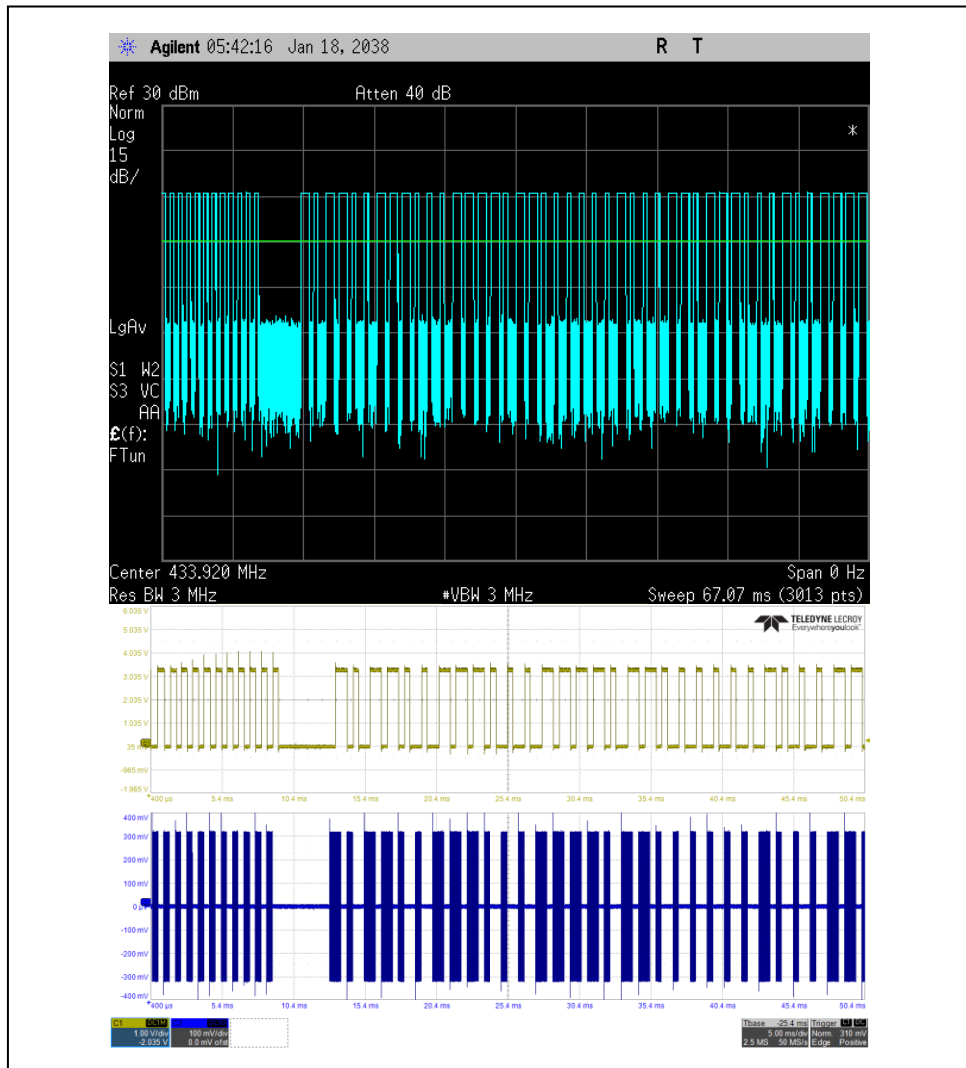 Agilent 05:42:16 Jan 18, 2038 R T
Ref 30 dBm Atten 40 dB
Norm
Log
15
dB/
*
LgAv
S1 W2
S3 VC
AA
£(f):
FTun
Center 433.920 MHz Span 0 Hz
Res BW 3 MHz #VBW 3 MHz Sweep 67.07 ms (3013 pts)
TELEDYNE LECROY
Everywhereyoulook
6.035 V
5.035 V
4.035 V
3.035 V
2.035 V
1.035 V
35 m
-965 mV
-1.965 V
400 µs 5.4 ms 10.4 ms 15.4 ms 20.4 ms 25.4 ms 30.4 ms 35.4 ms 40.4 ms 45.4 ms 50.4 ms
400 mV
300 mV
200 mV
100 mV
0 µV
-100 mV
-200 mV
-300 mV
-400 mV
400 µs 5.4 ms 10.4 ms 15.4 ms 20.4 ms 25.4 ms 30.4 ms 35.4 ms 40.4 ms 45.4 ms 50.4 ms
C1 DC1M
1.00 V/div 100 mV/div
-2.035 V 0.0 mV ofst
Tbase -25.4 ms Trigger C1 DC
5.00 ms/div Norm. 310 mV
2.5 MS 50 MS/s Edge Positive